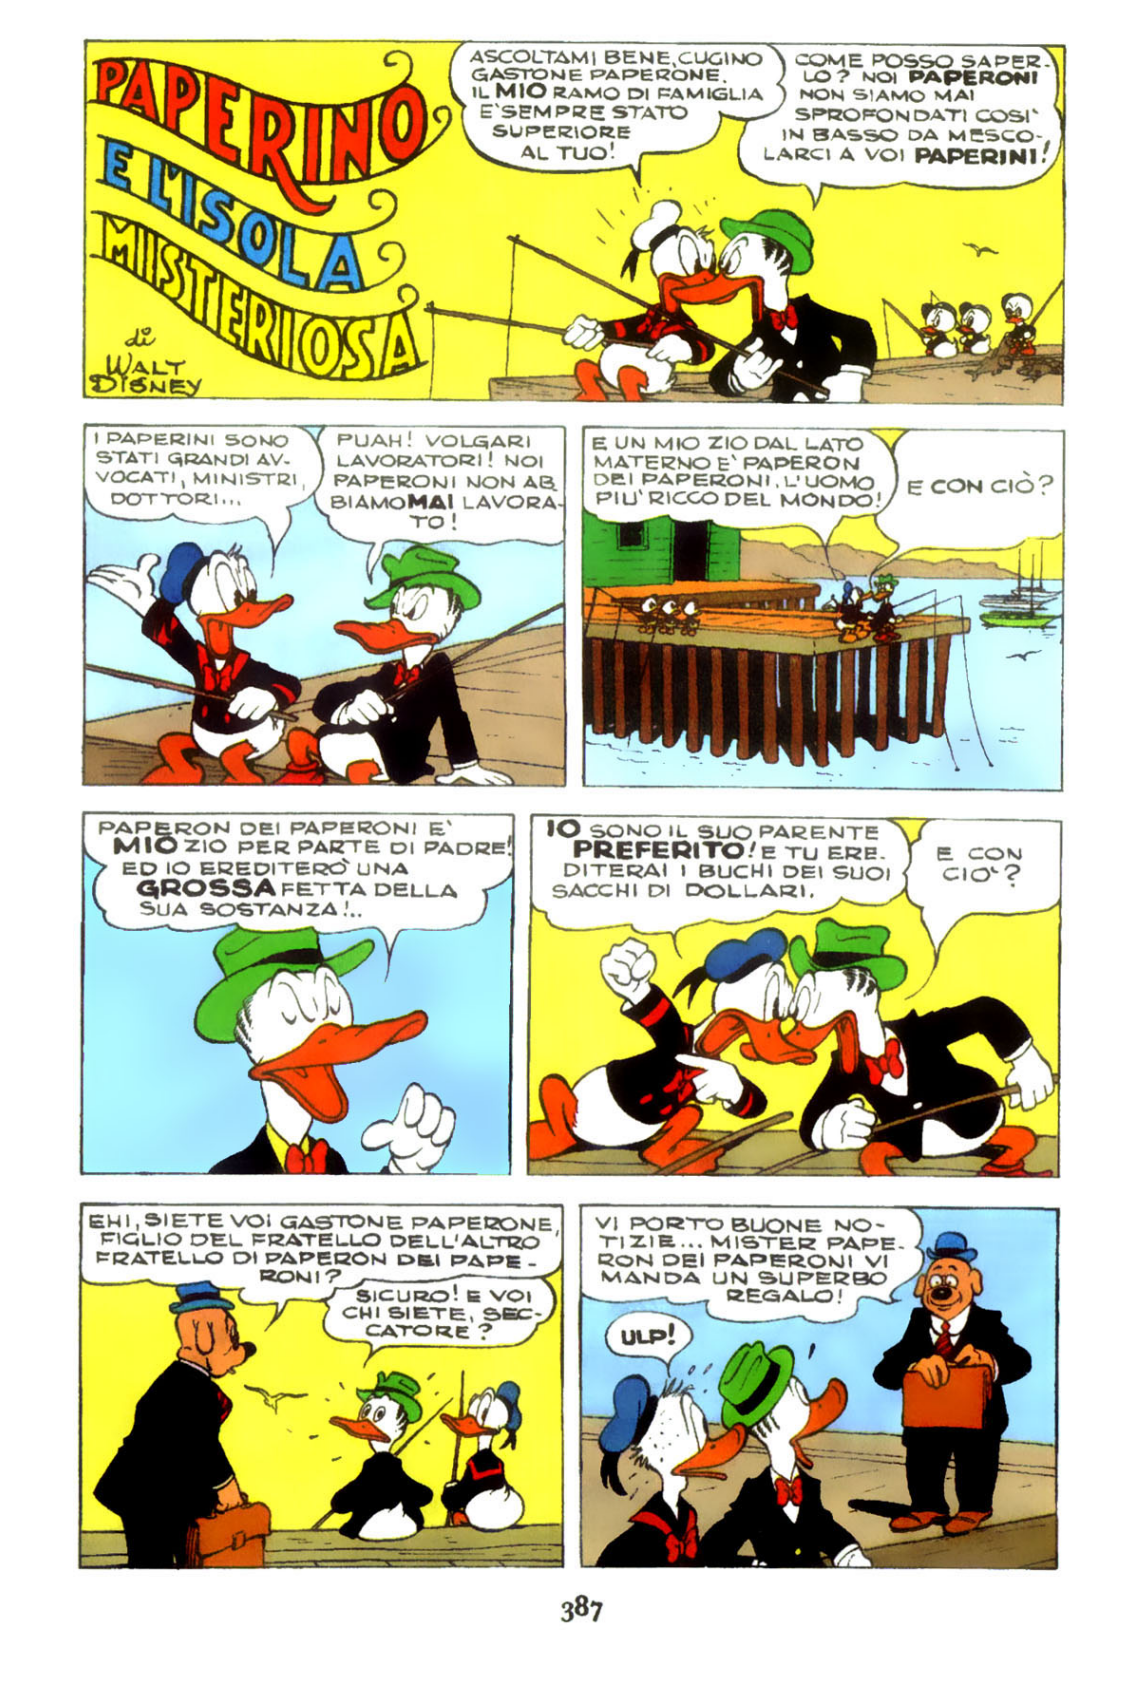 PAPERINO
E L'ISOLA
MISTERIOSA
di
WALT
DISNEY
ASCOLTAMI BENE, CUGINO
GASTONE PAPERONE.
IL MIO RAMO DI FAMIGLIA
E' SEMPRE STATO
SUPERIORE
AL TUO!
COME POSSO SAPER-
LO? NOI PAPERONI
NON SIAMO MAI
SPROFONDATI COSI'
IN BASSO DA MESCO-
LARCI A VOI PAPERINI!
I PAPERINI SONO
STATI GRANDI AV-
VOCATI, MINISTRI,
DOTTORI...
PUAH! VOLGARI
LAVORATORI! NOI
PAPERONI NON AB
BIAMO MAI LAVORA-
TO!
E UN MIO ZIO DAL LATO
MATERNO E' PAPERON
DEI PAPERONI. L'UOMO
PIU' RICCO DEL MONDO!
E CON CIÒ?
PAPERON DEI PAPERONI E'
MIO ZIO PER PARTE DI PADRE!
ED IO EREDITERÒ UNA
GROSSA FETTA DELLA
SUA SOSTANZA!..
IO SONO IL SUO PARENTE
PREFERITO! E TU ERE-
DITERAI I BUCHI DEI SUOI
SACCHI DI DOLLARI.
E CON
CIO'?
EHI, SIETE VOI GASTONE PAPERONE,
FIGLIO DEL FRATELLO DELL'ALTRO
FRATELLO DI PAPERON DEI PAPE-
RONI?
SICURO! E VOI
CHI SIETE, SEC-
CATORE?
VI PORTO BUONE NO-
TIZIE... MISTER PAPE-
RON DEI PAPERONI VI
MANDA UN SUPERBO
REGALO!
ULP!
387